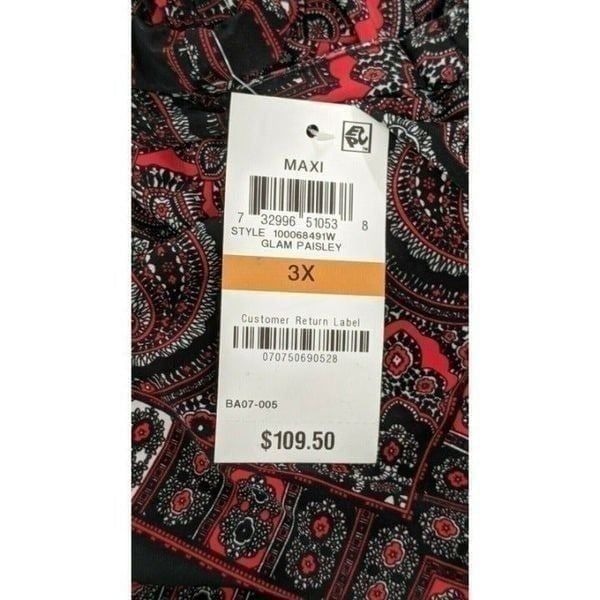 MAXI
7 32996 51053 8
STYLE 100068491W
GLAM PAISLEY
3X
Customer Return Label
070750690528
BA07-005
$109.50